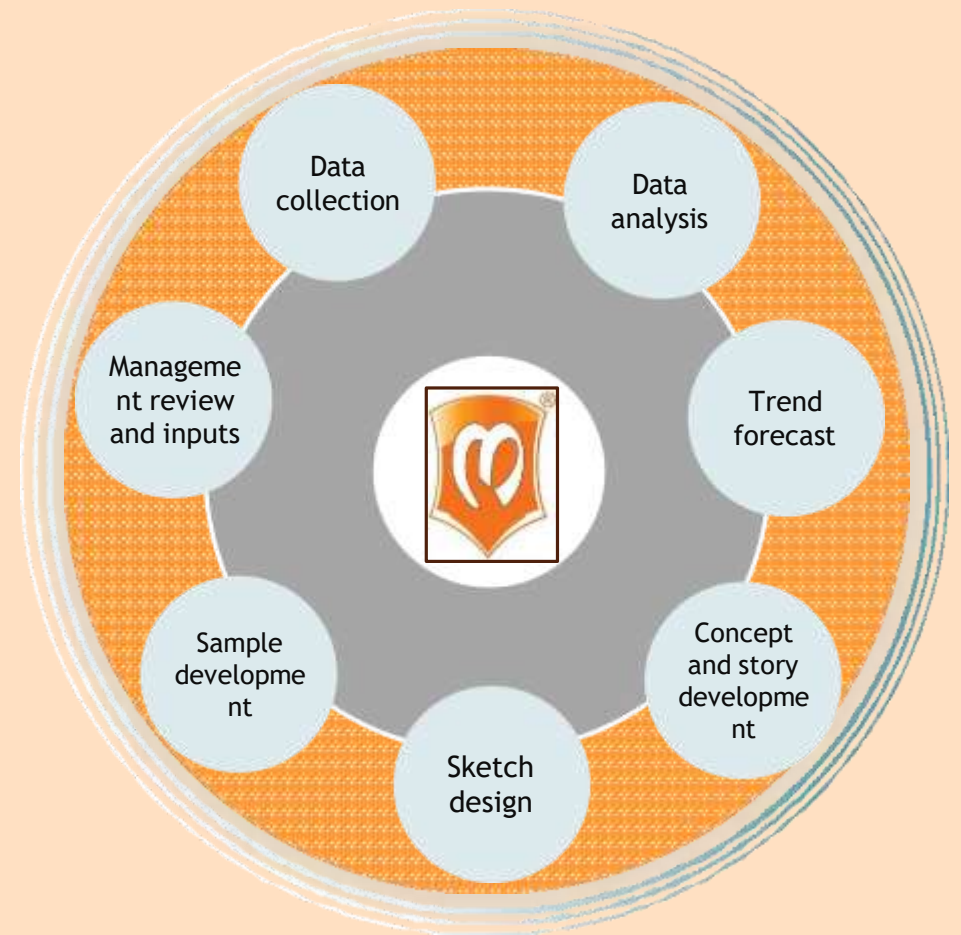 Data
collection
Data
analysis
Trend
forecast
Concept
and story
developme
nt
Sketch
design
Sample
developme
nt
Manageme
nt review
and inputs
m
®